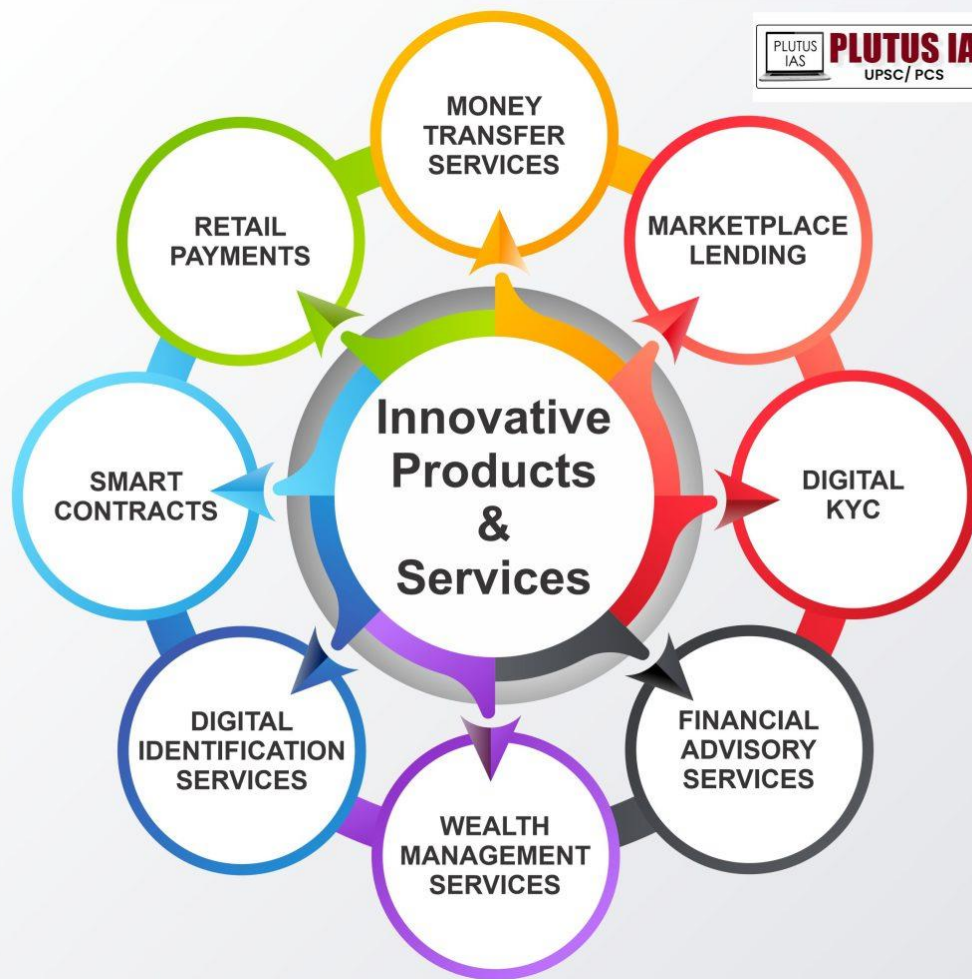 PLUTUS
IAS
PLUTUS IA
UPSC/ PCS
MONEY
TRANSFER
SERVICES
MARKETPLACE
LENDING
DIGITAL
KYC
FINANCIAL
ADVISORY
SERVICES
WEALTH
MANAGEMENT
SERVICES
DIGITAL
IDENTIFICATION
SERVICES
SMART
CONTRACTS
RETAIL
PAYMENTS
Innovative
Products
&
Services